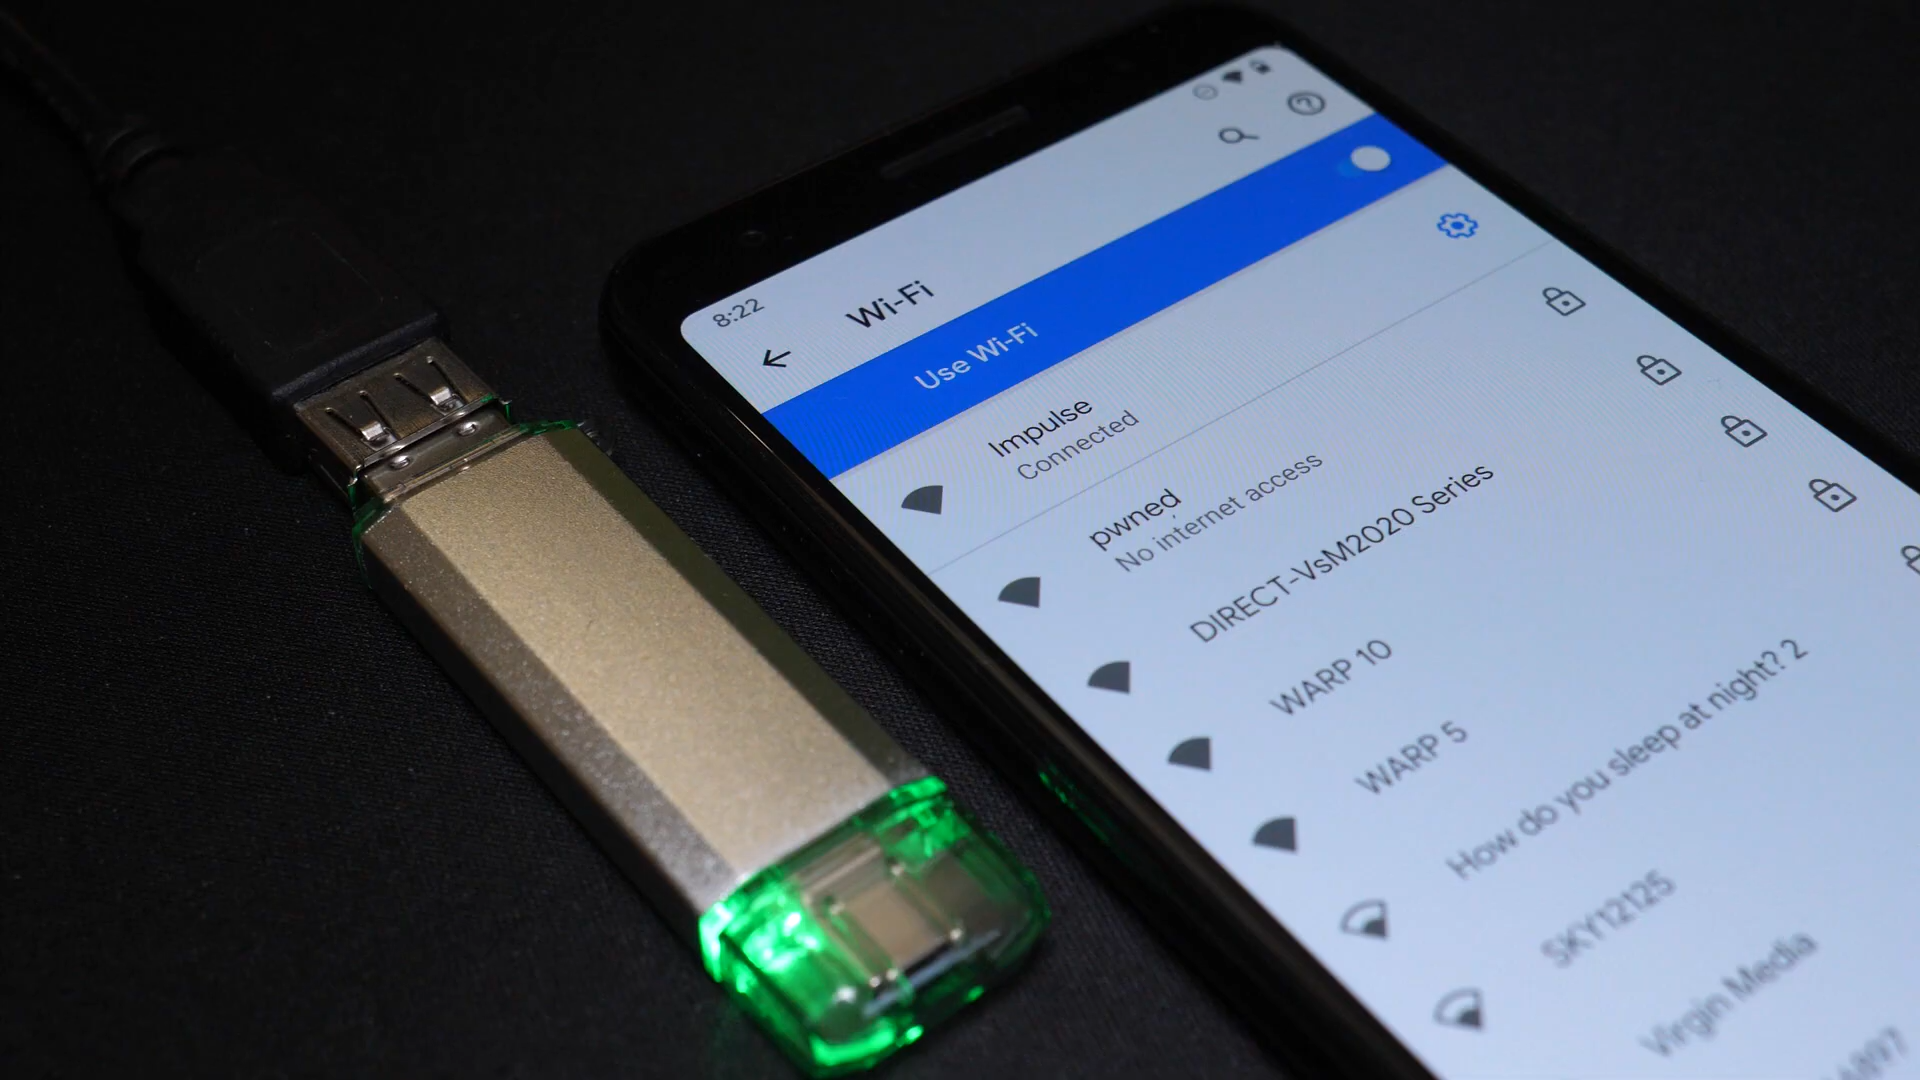 8:22
Wi-Fi
Use Wi-Fi
Impulse
Connected
pwned
No internet access
DIRECT-VsM2020 Series
WARP 10
WARP 5
How do you sleep at night? 2
SKY12125
Virgin Media